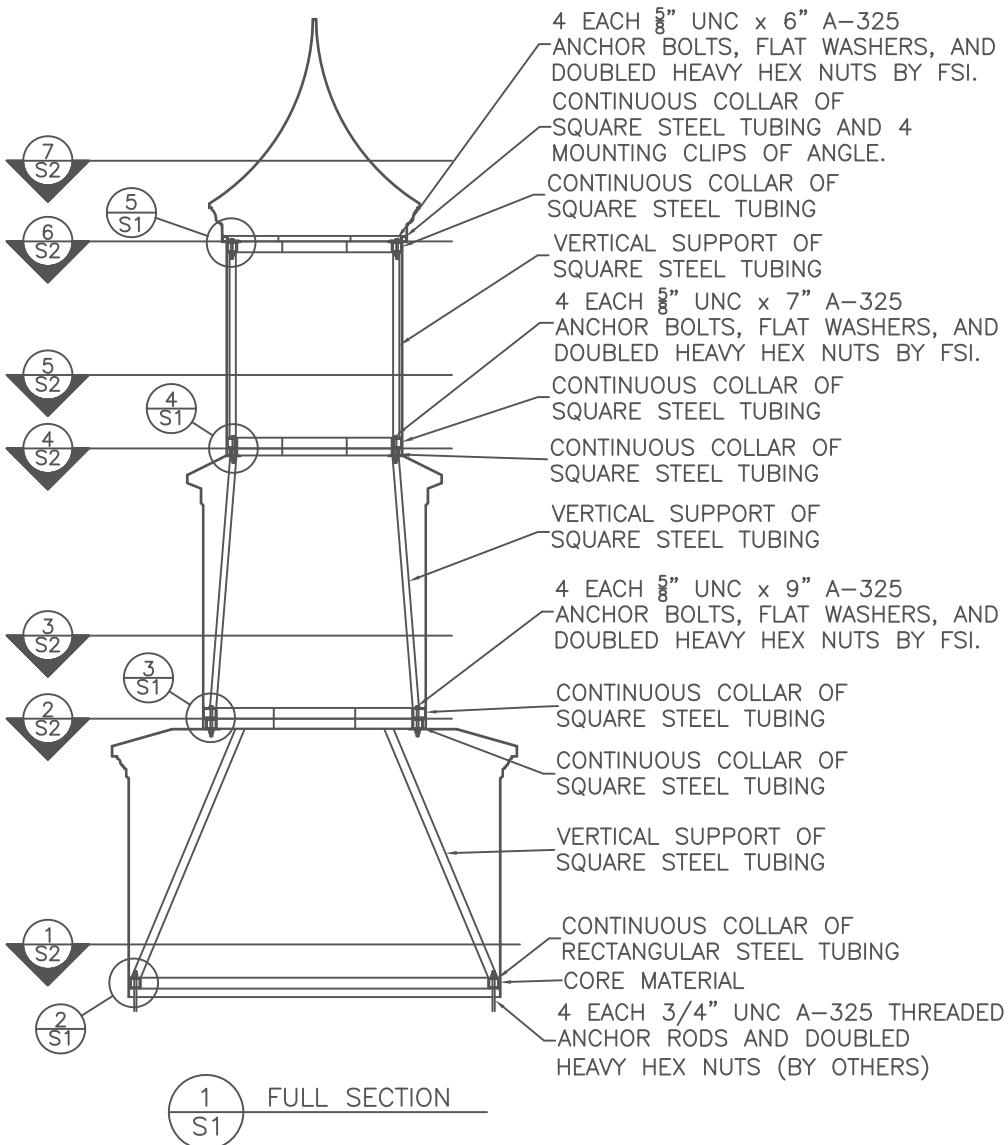 4 EACH 5/8" UNC x 6" A-325
ANCHOR BOLTS, FLAT WASHERS, AND
DOUBLED HEAVY HEX NUTS BY FSI.
CONTINUOUS COLLAR OF
SQUARE STEEL TUBING AND 4
MOUNTING CLIPS OF ANGLE.
CONTINUOUS COLLAR OF
SQUARE STEEL TUBING
VERTICAL SUPPORT OF
SQUARE STEEL TUBING
4 EACH 5/8" UNC x 7" A-325
ANCHOR BOLTS, FLAT WASHERS, AND
DOUBLED HEAVY HEX NUTS BY FSI.
CONTINUOUS COLLAR OF
SQUARE STEEL TUBING
CONTINUOUS COLLAR OF
SQUARE STEEL TUBING
VERTICAL SUPPORT OF
SQUARE STEEL TUBING
4 EACH 5/8" UNC x 9" A-325
ANCHOR BOLTS, FLAT WASHERS, AND
DOUBLED HEAVY HEX NUTS BY FSI.
CONTINUOUS COLLAR OF
SQUARE STEEL TUBING
CONTINUOUS COLLAR OF
SQUARE STEEL TUBING
VERTICAL SUPPORT OF
SQUARE STEEL TUBING
CONTINUOUS COLLAR OF
RECTANGULAR STEEL TUBING
CORE MATERIAL
4 EACH 3/4" UNC A-325 THREADED
ANCHOR RODS AND DOUBLED
HEAVY HEX NUTS (BY OTHERS)
7
S2
5
S1
6
S2
5
S2
4
S1
4
S2
3
S2
3
S1
2
S2
1
S2
2
S1
1
S1
FULL SECTION